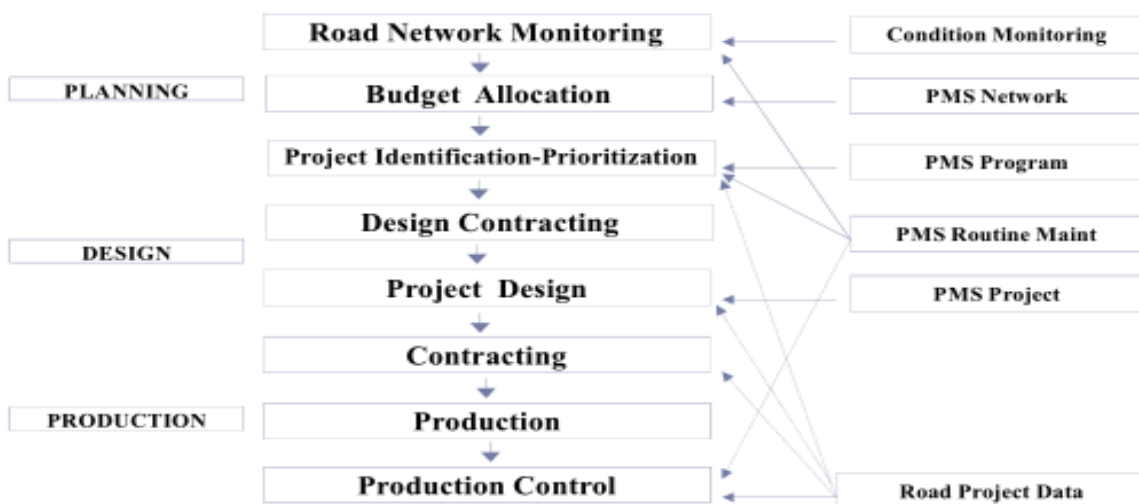 Road Network Monitoring
Condition Monitoring
PLANNING
Budget Allocation
PMS Network
Project Identification-Prioritization
PMS Program
Design Contracting
PMS Routine Maint
DESIGN
Project Design
PMS Project
Contracting
PRODUCTION
Production
Production Control
Road Project Data